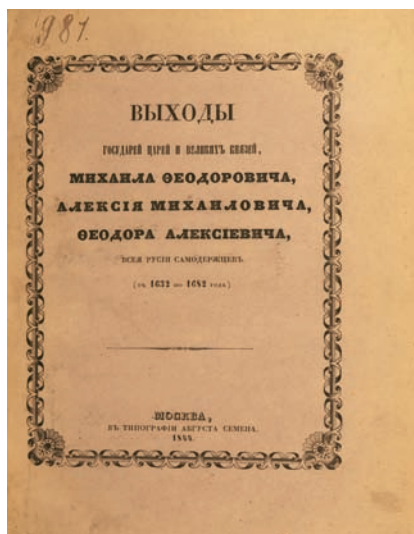 981.
ВЫХОДЫ
ГОСУДАРЕЙ ЦАРЕЙ И ВЕЛИКИХЪ КНЯЗЕЙ,
МИХАИЛА ѲЕОДОРОВИЧА,
АЛЕКСІЯ МИХАИЛОВИЧА,
ѲЕОДОРА АЛЕКСІЕВИЧА,
ВСЕЯ РУСІИ САМОДЕРЖЦЕВЪ.
(съ 1632 по 1682 года)
МОСКВА,
ВЪ ТИПОГРАФІИ АВГУСТА СЕМЕНА.
1844.